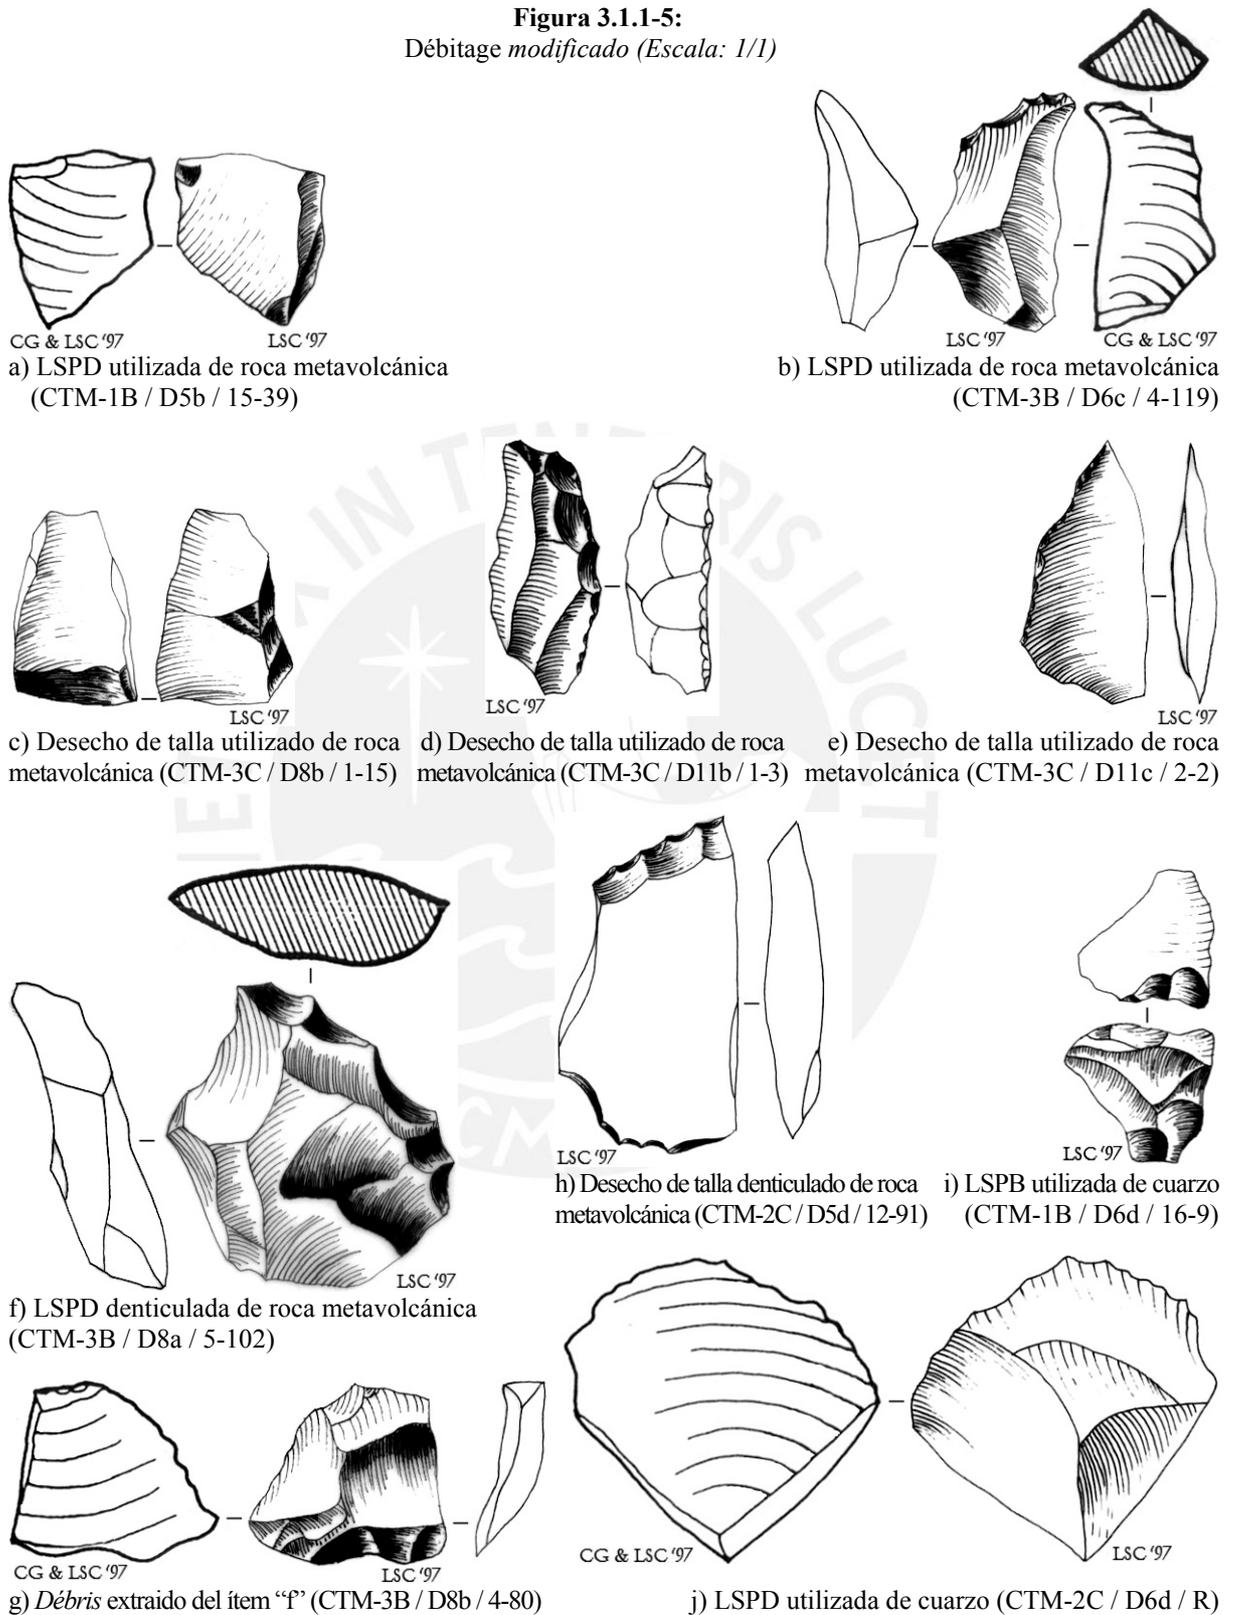 Figura 3.1.1-5:
Débitage modificado (Escala: 1/1)
CG & LSC '97
LSC '97
a) LSPD utilizada de roca metavolcánica
(CTM-1B / D5b / 15-39)
LSC '97
CG & LSC '97
b) LSPD utilizada de roca metavolcánica
(CTM-3B / D6c / 4-119)
LSC '97
c) Desecho de talla utilizado de roca
metavolcánica (CTM-3C / D8b / 1-15)
LSC '97
d) Desecho de talla utilizado de roca
metavolcánica (CTM-3C / D11b / 1-3)
LSC '97
e) Desecho de talla utilizado de roca
metavolcánica (CTM-3C / D11c / 2-2)
LSC '97
f) LSPD denticulada de roca metavolcánica
(CTM-3B / D8a / 5-102)
LSC '97
h) Desecho de talla denticulado de roca
metavolcánica (CTM-2C / D5d / 12-91)
LSC '97
i) LSPB utilizada de cuarzo
(CTM-1B / D6d / 16-9)
CG & LSC '97
LSC '97
g) Débris extraido del ítem “f” (CTM-3B / D8b / 4-80)
CG & LSC '97
LSC '97
j) LSPD utilizada de cuarzo (CTM-2C / D6d / R)